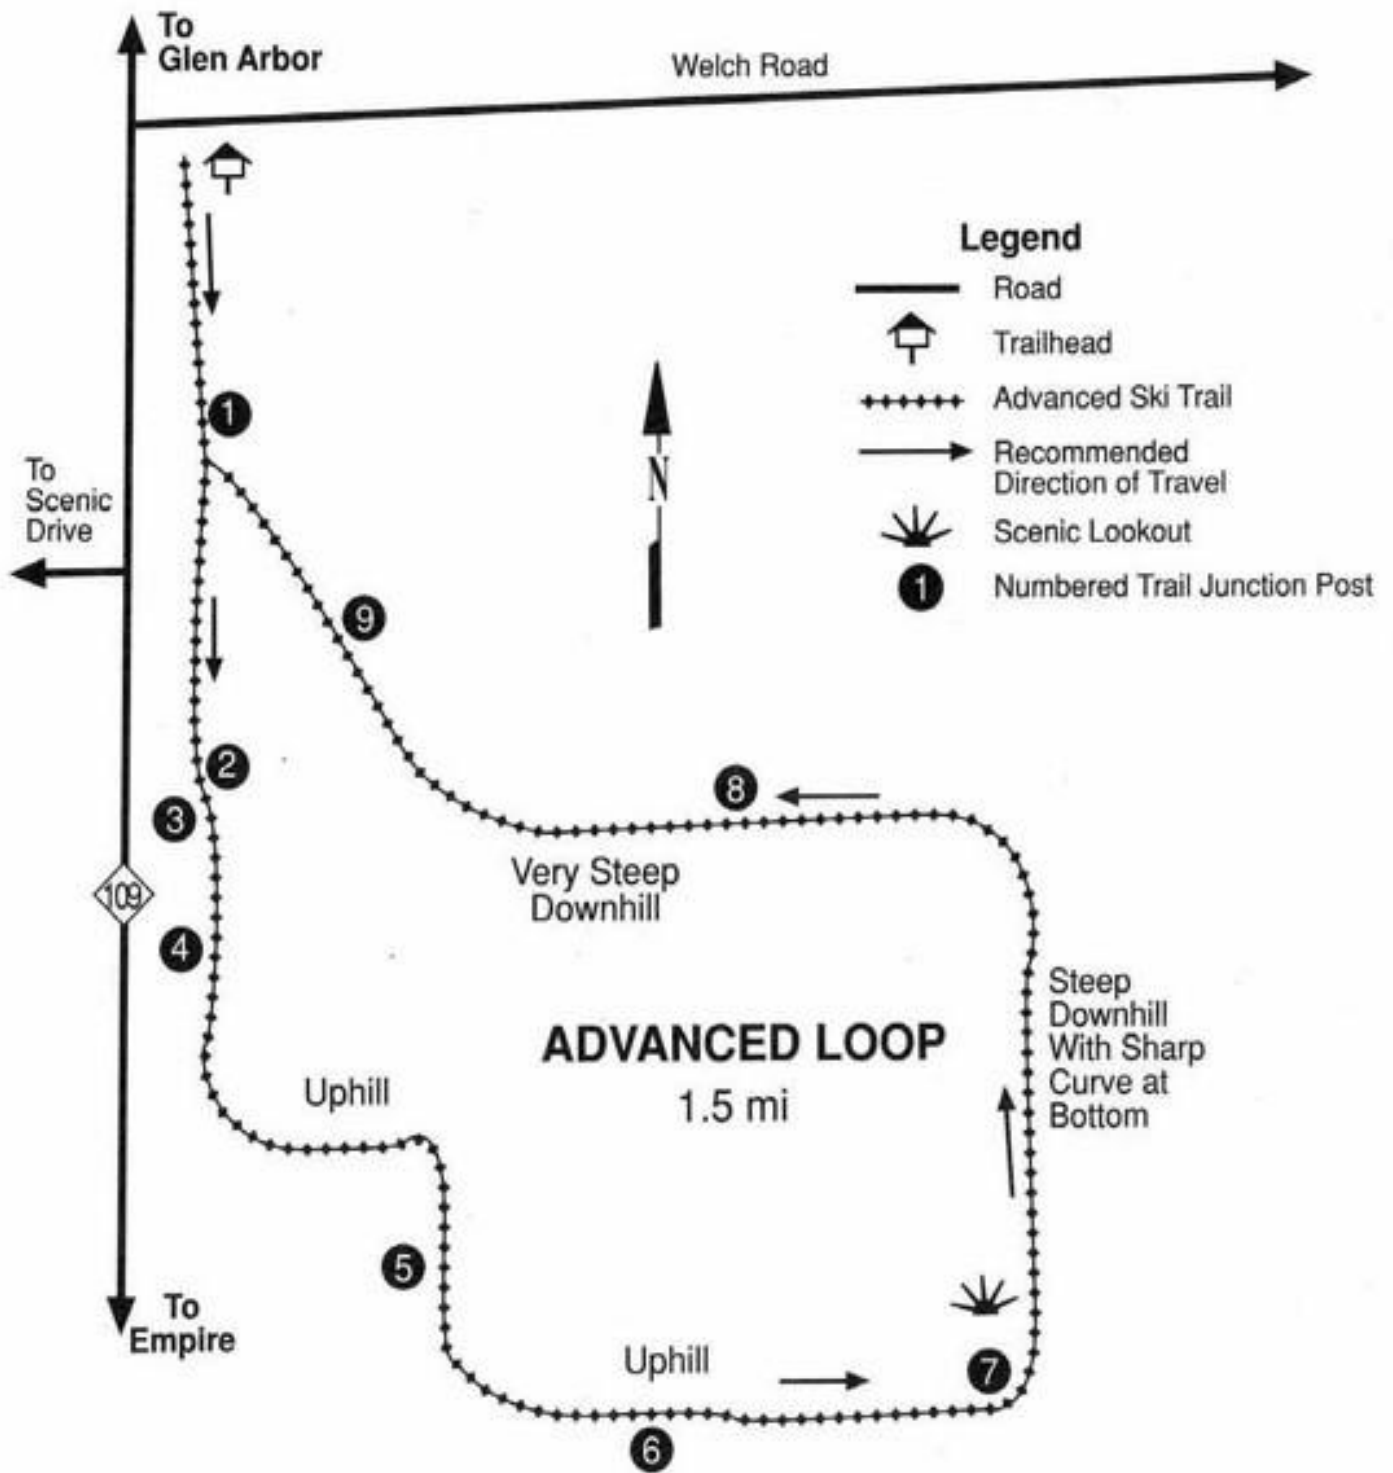 To
Glen Arbor
Welch Road
Legend
Road
Trailhead
Advanced Ski Trail
Recommended
Direction of Travel
Scenic Lookout
1
Numbered Trail Junction Post
1
To
Scenic
Drive
N
9
2
3
8
109
4
Very Steep
Downhill
ADVANCED LOOP
1.5 mi
Steep
Downhill
With Sharp
Curve at
Bottom
Uphill
5
To
Empire
Uphill
7
6